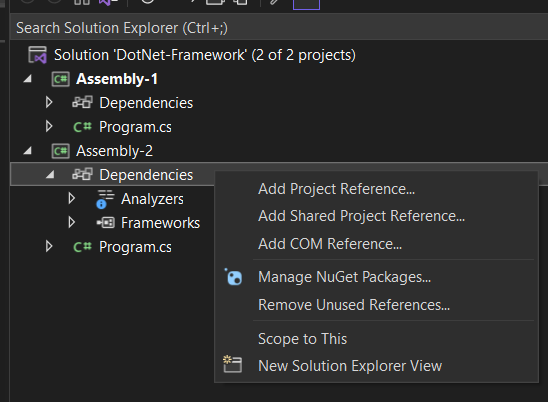 Search Solution Explorer (Ctrl+;)
Solution 'DotNet-Framework' (2 of 2 projects)
C# Assembly-1
Dependencies
C# Program.cs
C# Assembly-2
Dependencies
Analyzers
Frameworks
C# Program.cs
Add Project Reference...
Add Shared Project Reference...
Add COM Reference...
Manage NuGet Packages...
Remove Unused References...
Scope to This
New Solution Explorer View